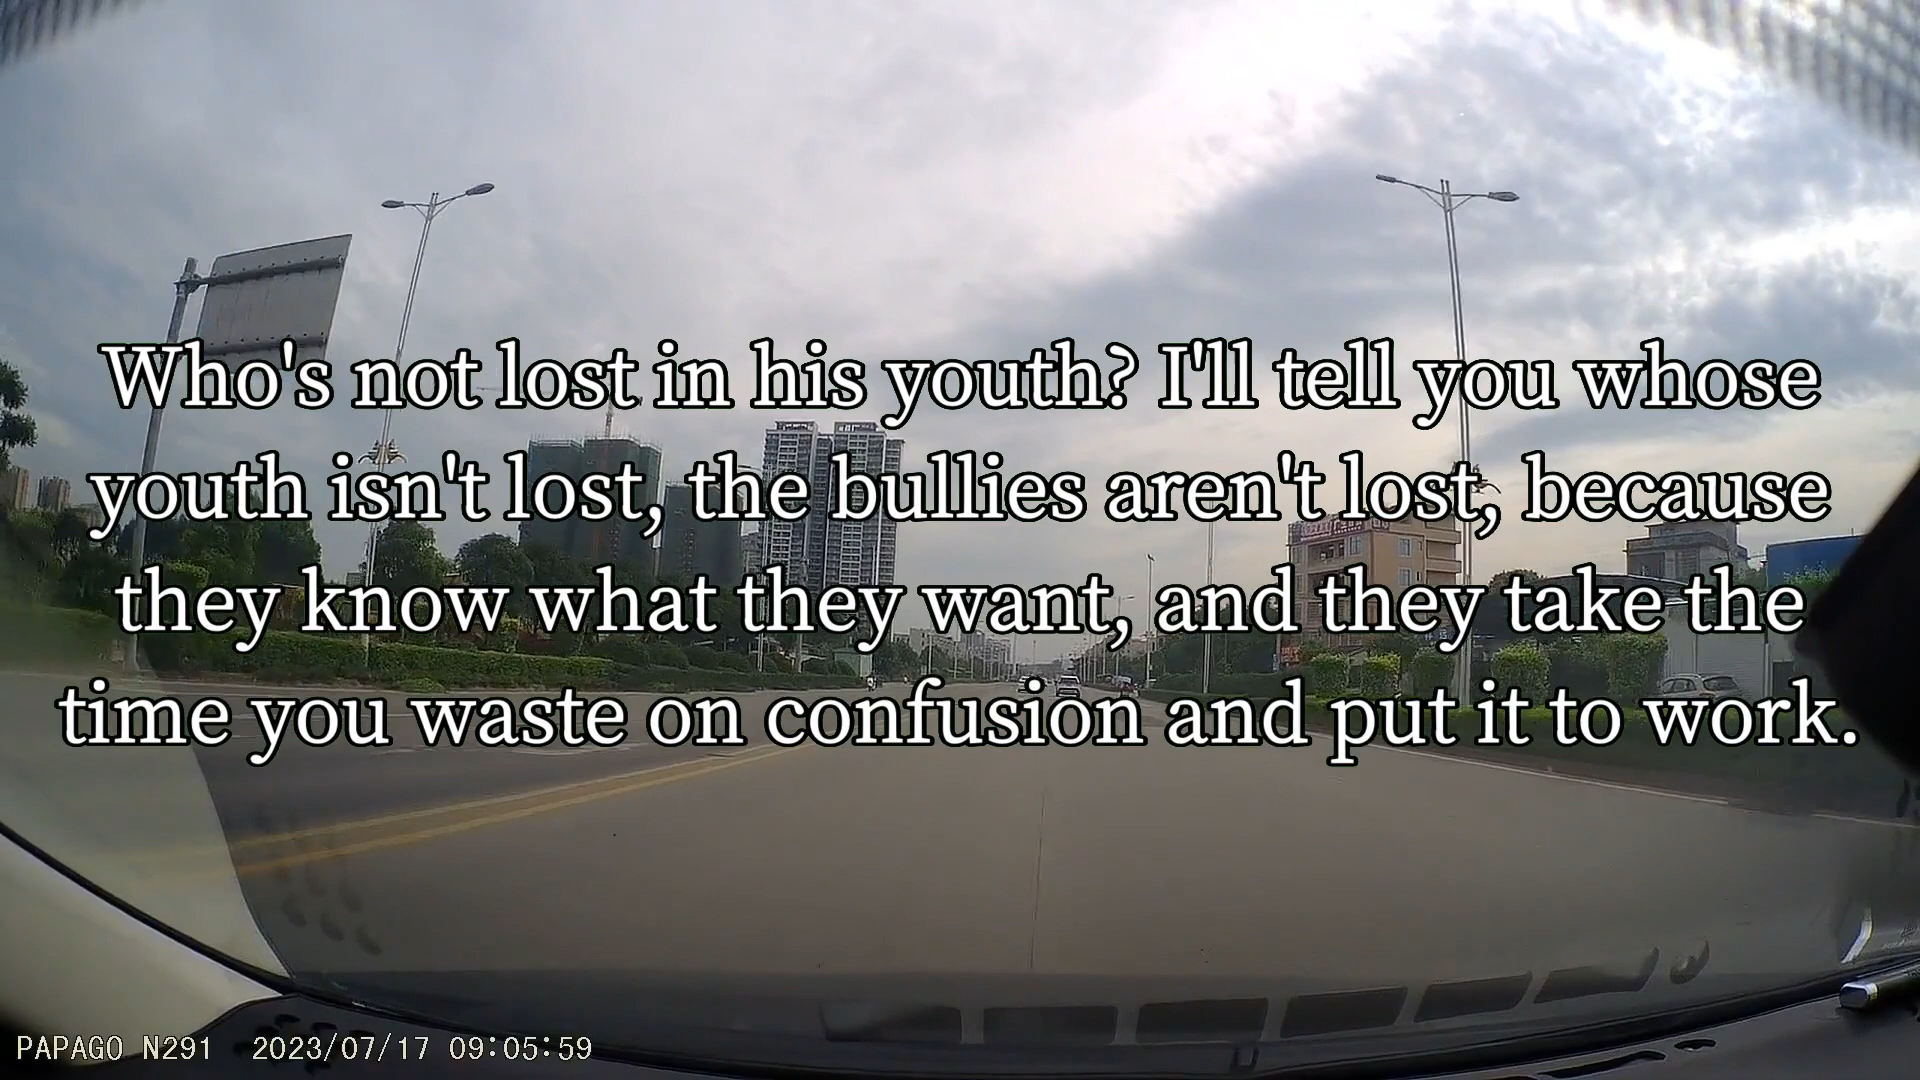 Who's not lost in his youth? I'll tell you whose
youth isn't lost, the bullies aren't lost, because
they know what they want, and they take the
time you waste on confusion and put it to work.
PAPAGO N291 2023/07/17 09:05:59